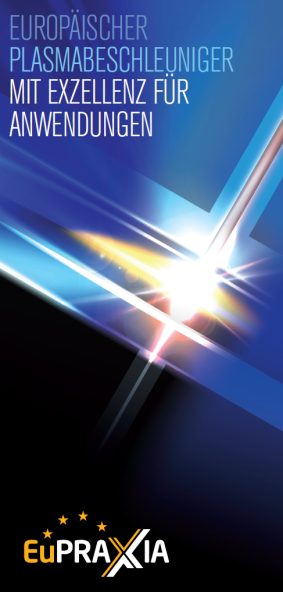 EUROPÄISCHER
PLASMABESCHLEUNIGER
MIT EXZELLENZ FÜR
ANWENDUNGEN
EuPRAXIA